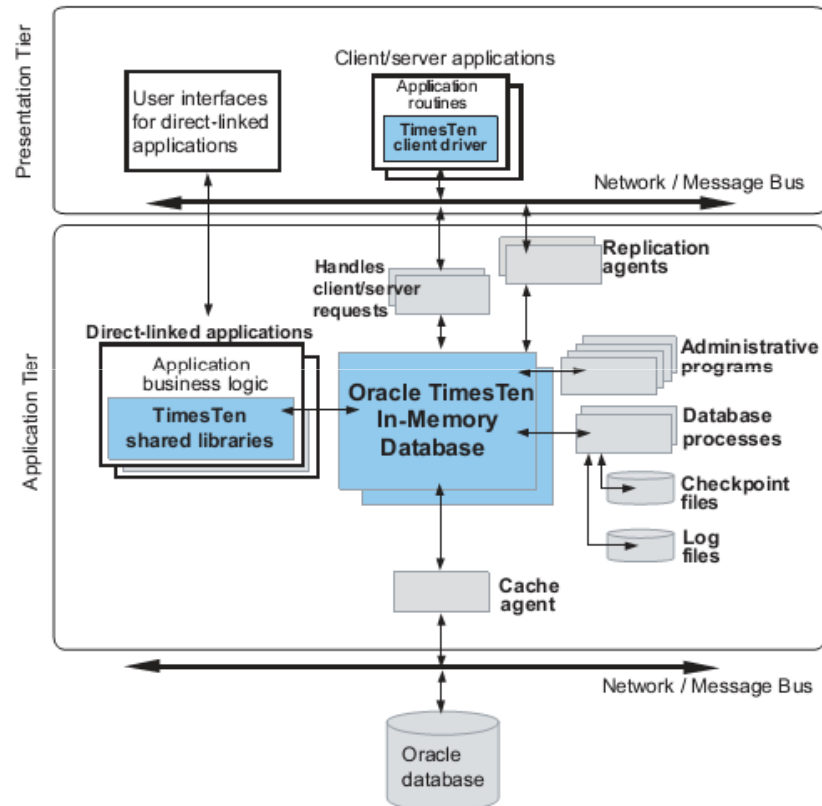 Presentation Tier
Client/server applications
User interfaces
for direct-linked
applications
Application
routines
TimesTen
client driver
Network / Message Bus
Application Tier
Handles
client/server
requests
Replication
agents
Direct-linked applications
Application
business logic
TimesTen
shared libraries
Oracle TimesTen
In-Memory
Database
Administrative
programs
Database
processes
Checkpoint
files
Log
files
Cache
agent
Network / Message Bus
Oracle
database